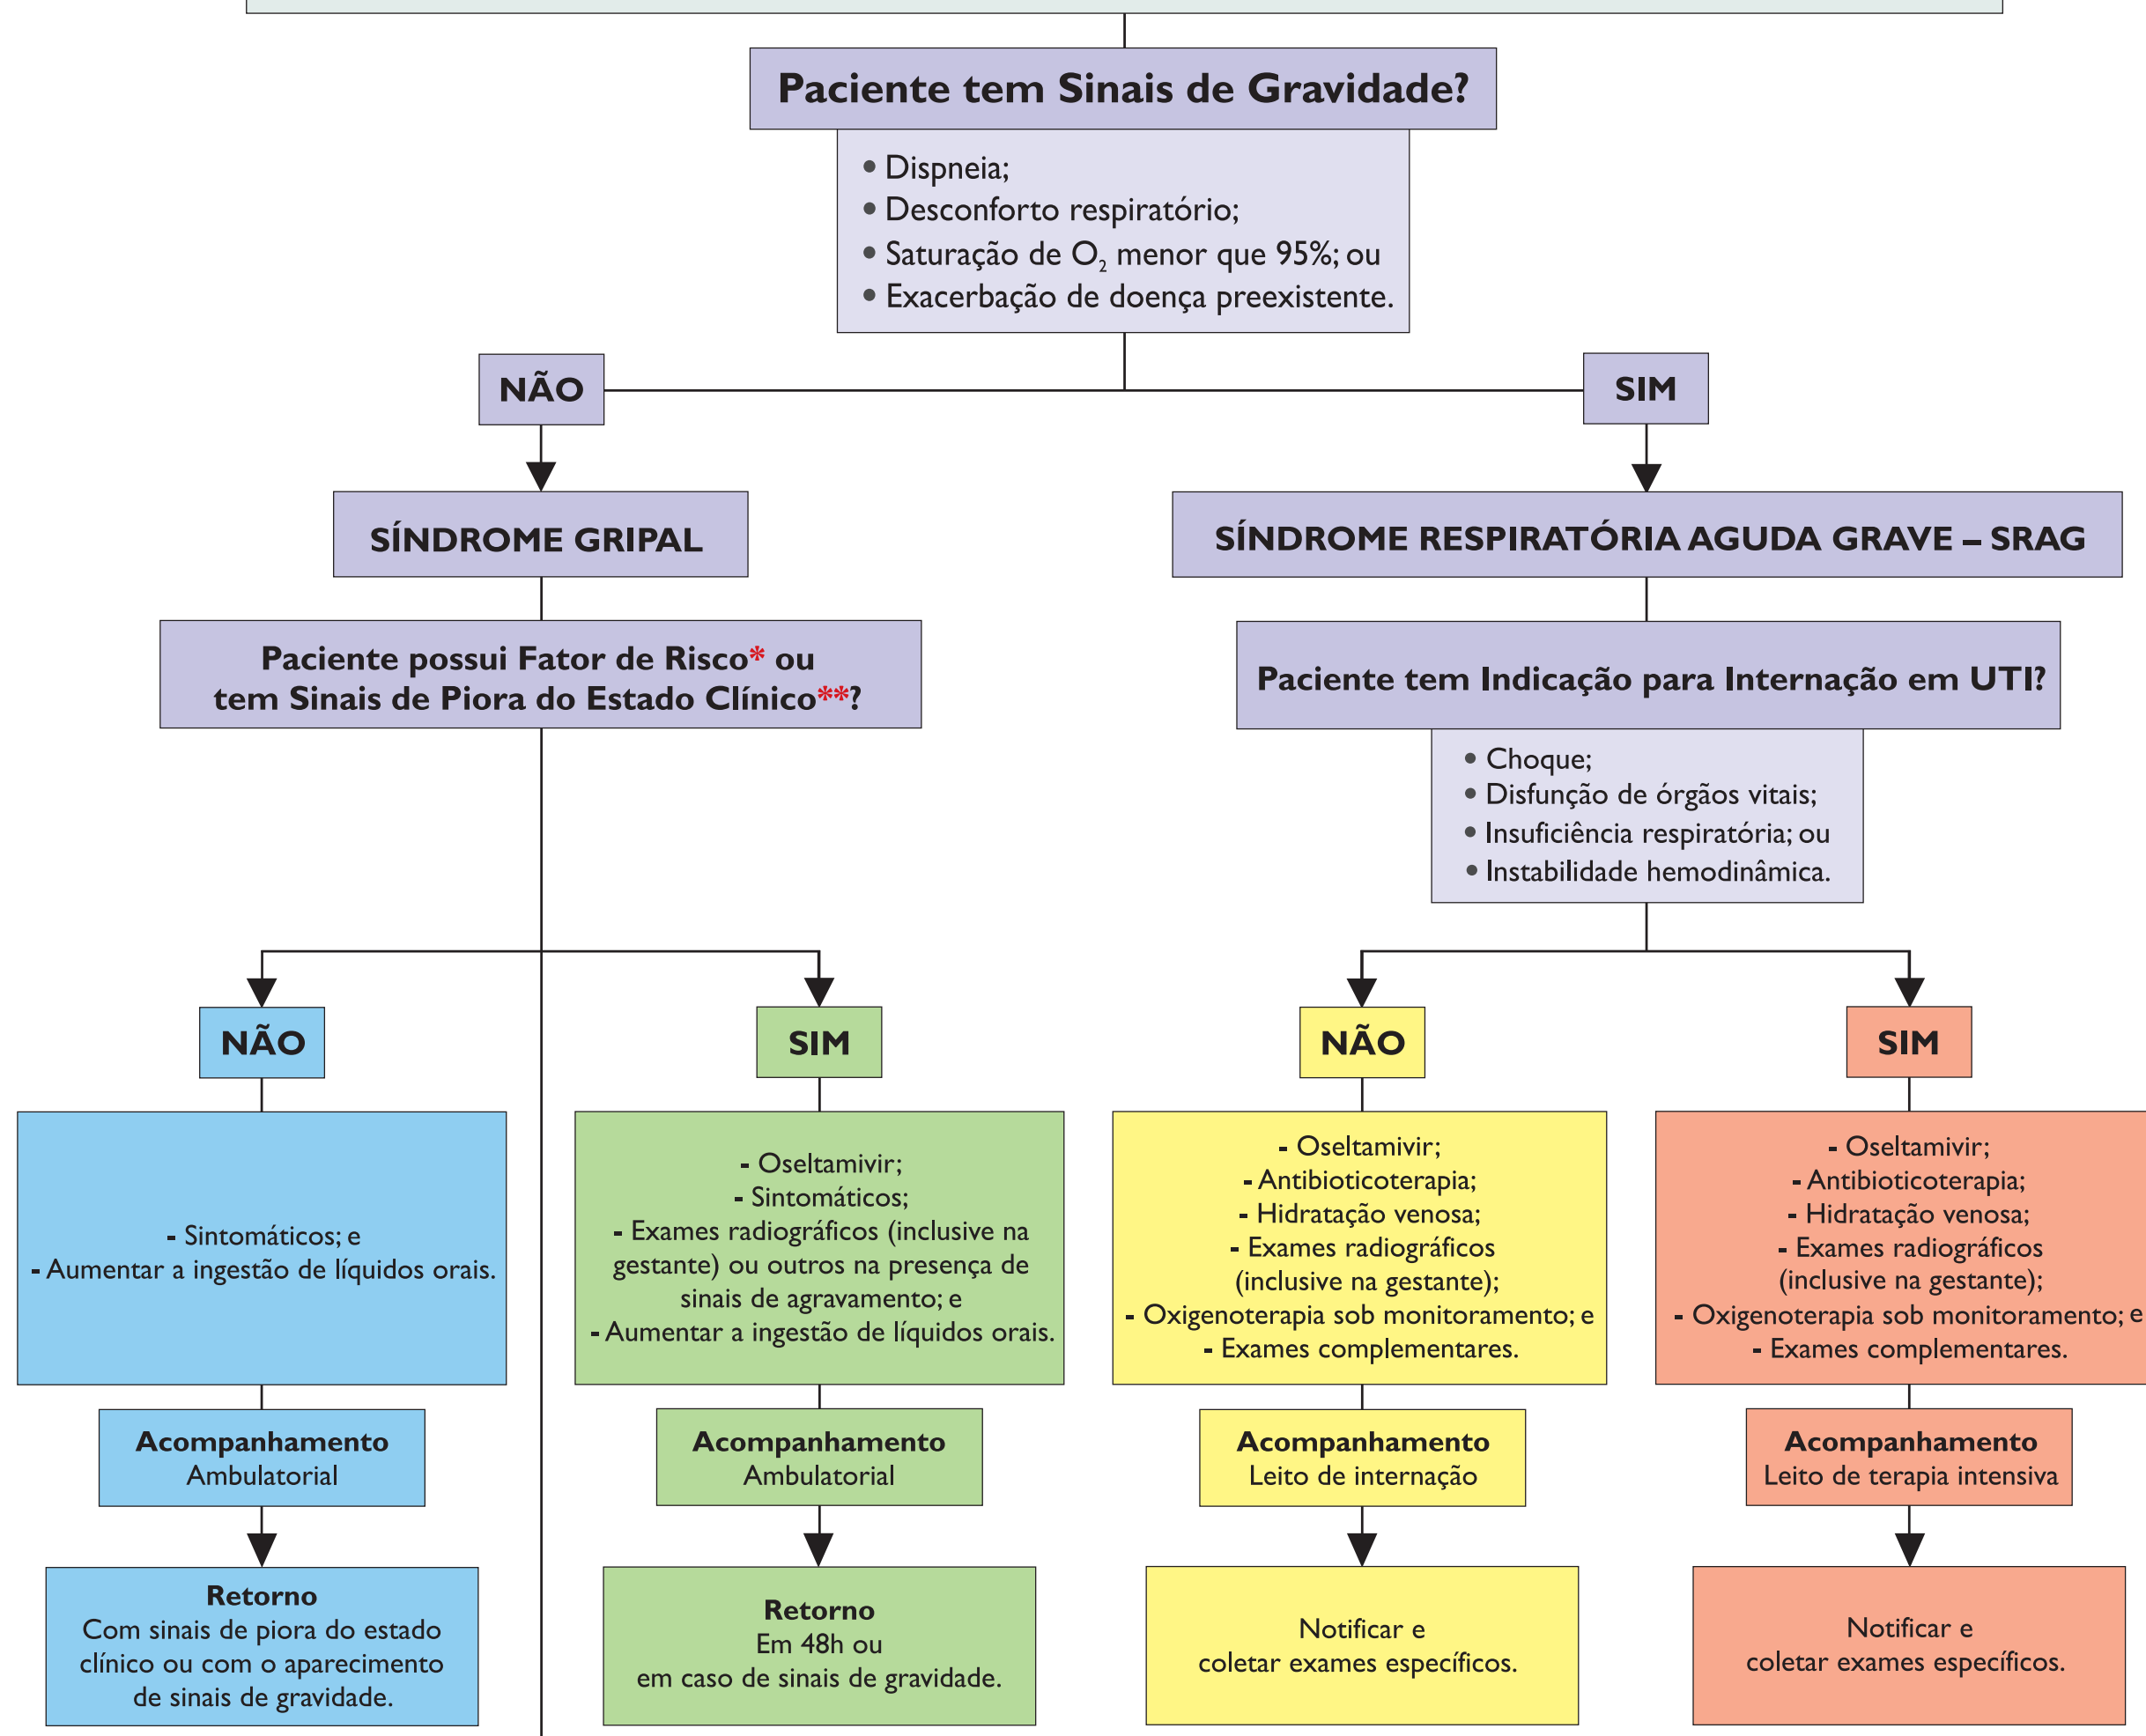 Paciente tem Sinais de Gravidade?
• Dispneia;
• Desconforto respiratório;
• Saturação de O₂ menor que 95%; ou
• Exacerbação de doença preexistente.
NÃO
SIM
SÍNDROME GRIPAL
SÍNDROME RESPIRATÓRIA AGUDA GRAVE – SRAG
Paciente possui Fator de Risco* ou
tem Sinais de Piora do Estado Clínico**?
Paciente tem Indicação para Internação em UTI?
• Choque;
• Disfunção de órgãos vitais;
• Insuficiência respiratória; ou
• Instabilidade hemodinâmica.
NÃO
- Sintomáticos; e
- Aumentar a ingestão de líquidos orais.
Acompanhamento
Ambulatorial
Retorno
Com sinais de piora do estado
clínico ou com o aparecimento
de sinais de gravidade.
SIM
- Oseltamivir;
- Sintomáticos;
- Exames radiográficos (inclusive na
gestante) ou outros na presença de
sinais de agravamento; e
- Aumentar a ingestão de líquidos orais.
Acompanhamento
Ambulatorial
Retorno
Em 48h ou
em caso de sinais de gravidade.
NÃO
- Oseltamivir;
- Antibioticoterapia;
- Hidratação venosa;
- Exames radiográficos
(inclusive na gestante);
- Oxigenoterapia sob monitoramento; e
- Exames complementares.
Acompanhamento
Leito de internação
Notificar e
coletar exames específicos.
SIM
- Oseltamivir;
- Antibioticoterapia;
- Hidratação venosa;
- Exames radiográficos
(inclusive na gestante);
- Oxigenoterapia sob monitoramento; e
- Exames complementares.
Acompanhamento
Leito de terapia intensiva
Notificar e
coletar exames específicos.